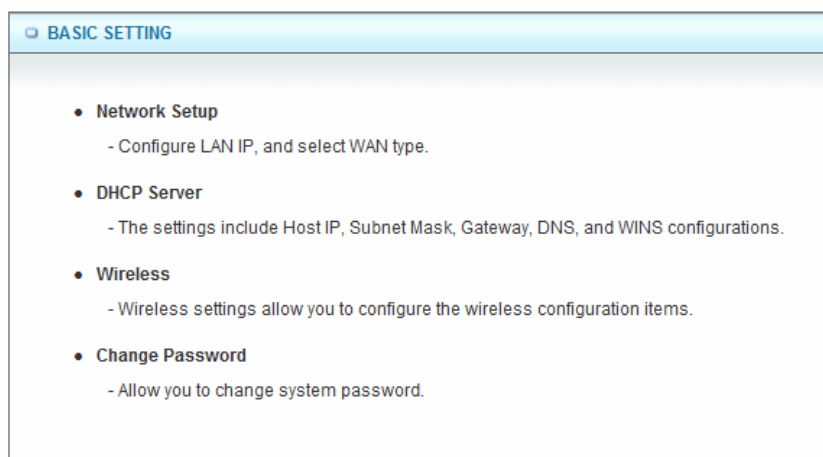 BASIC SETTING
• Network Setup
- Configure LAN IP, and select WAN type.
• DHCP Server
- The settings include Host IP, Subnet Mask, Gateway, DNS, and WINS configurations.
• Wireless
- Wireless settings allow you to configure the wireless configuration items.
• Change Password
- Allow you to change system password.